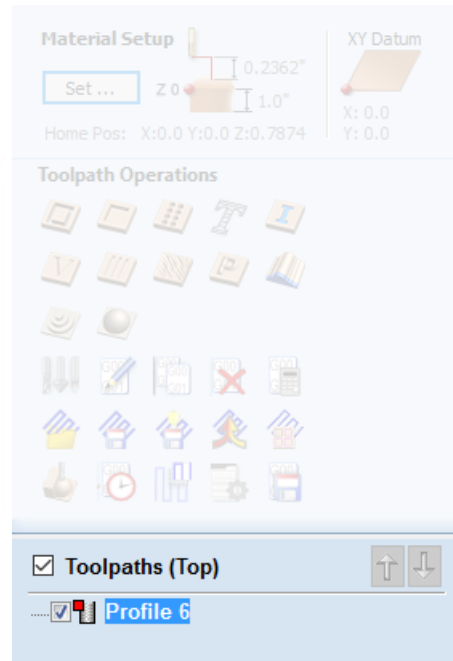 Material Setup
XY Datum
0.2362"
Set ...
Z 0
1.0"
X: 0.0
Y: 0.0
Home Pos: X:0.0 Y:0.0 Z:0.7874
Toolpath Operations
Toolpaths (Top)
Profile 6